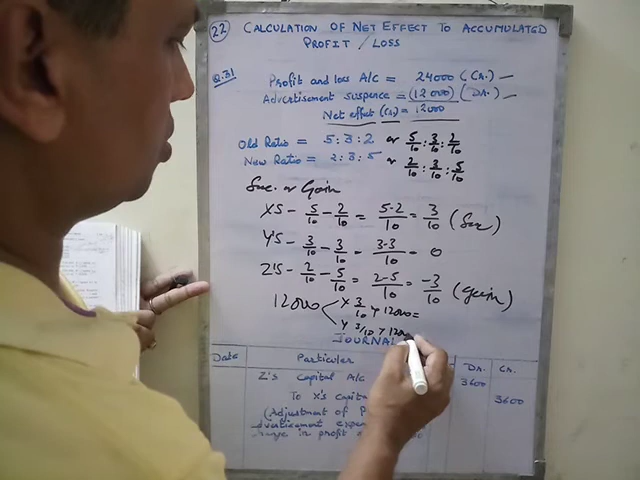 22 CALCULATION OF NET EFFECT TO ACCUMULATED
PROFIT / LOSS
Q.31
Profit and loss A/C = 24000 (Cr.) –
Advertisement suspence = (12000) (Dr.) –
Net effect (Cr.) = 12000
Old Ratio = 5:3:2 or 5/10 : 3/10 : 2/10
New Ratio = 2:3:5 or 2/10 : 3/10 : 5/10
Sac. or Gain
X'S – 5/10 – 2/10 = 5-2/10 = 3/10 (Sac)
Y'S – 3/10 – 3/10 = 3-3/10 = 0
Z'S – 2/10 – 5/10 = 2-5/10 = -3/10 (gain)
12000 X 3/10 × 12000 =
Y 3/10 × 120
JOURNAL
Date Particular Dr. Cr.
Z'S Capital A/C 3600
To X's capital 3600
(Adjustment of P
advertisement expen
change in profit